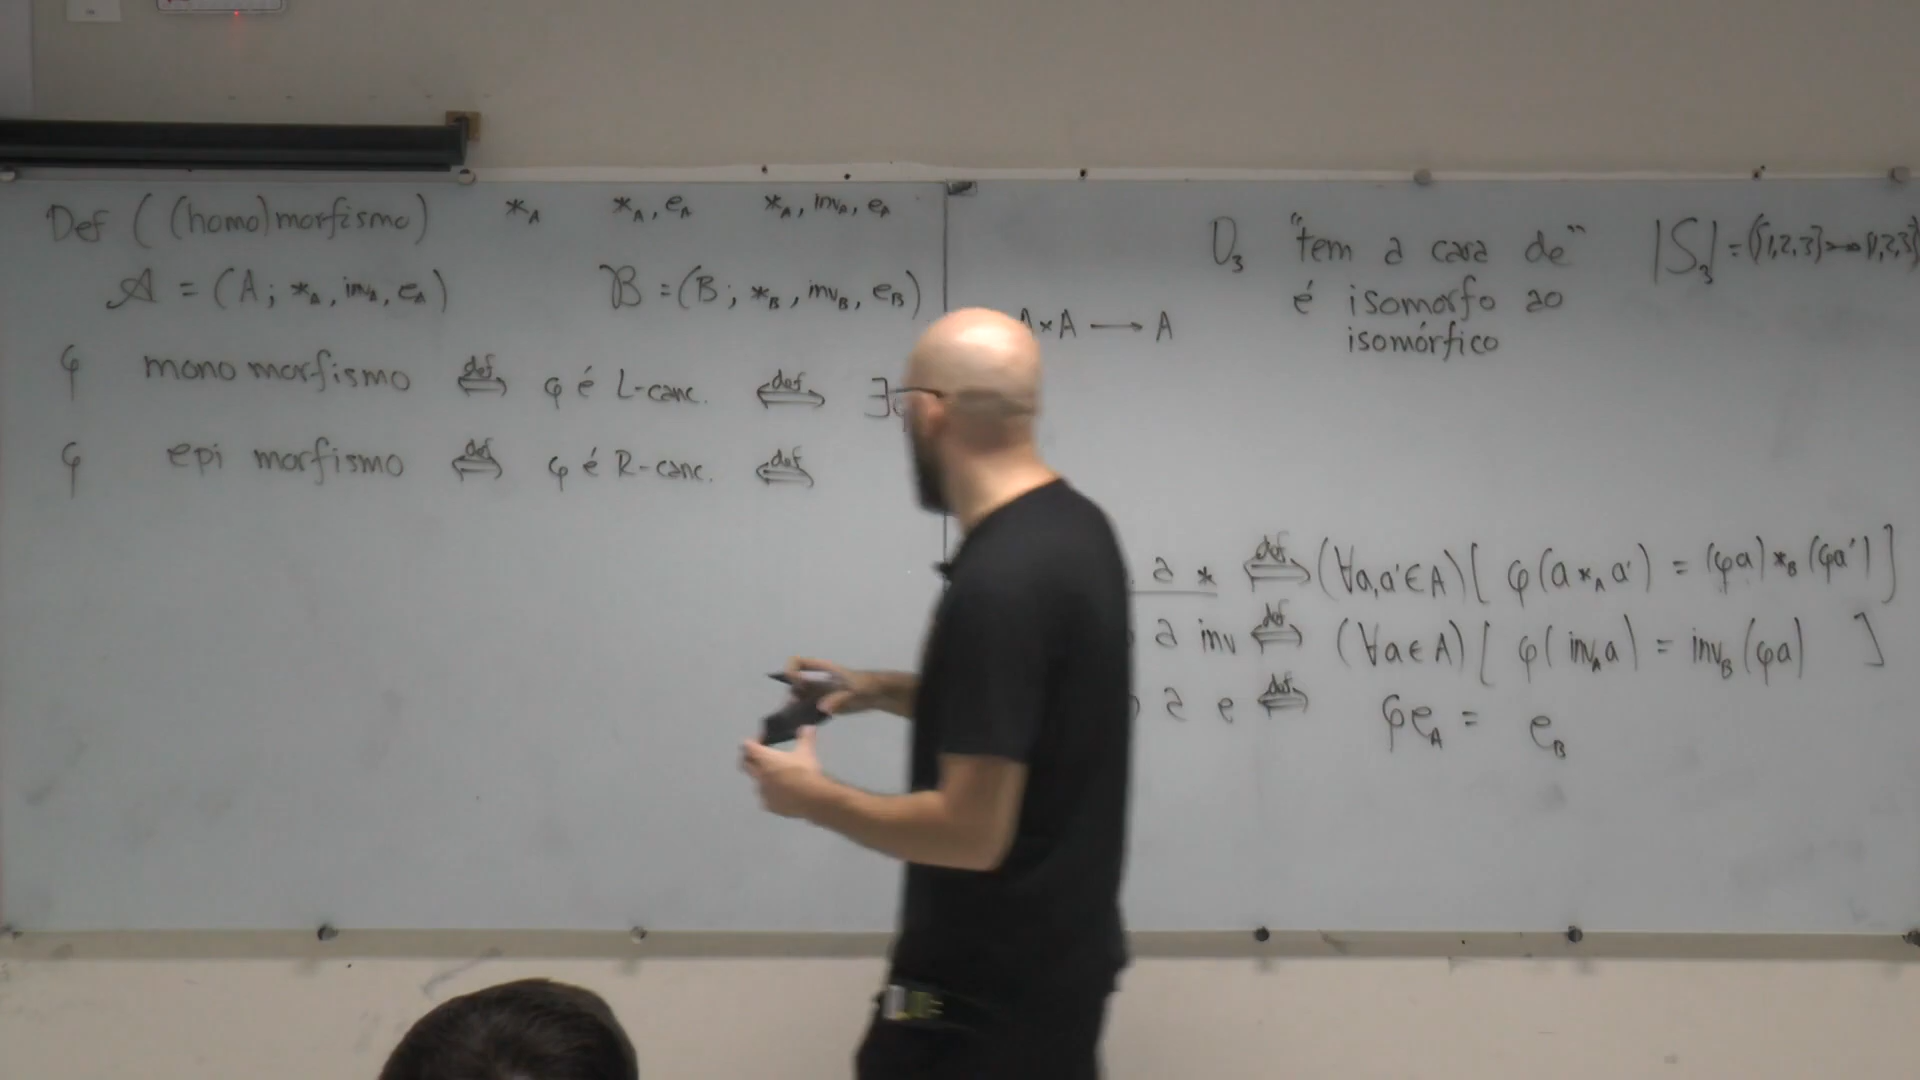 Def ( (homo)morfismo) *A *A, eA *A, invA, eA
𝒜 = (A; *A, invA, eA) ℬ = (B; *B, invB, eB)
φ mono morfismo ⇔def φ é L-canc. ⇔def ∃
φ epi morfismo ⇔def φ é R-canc. ⇔def
D3 "tem a cara de" |S3| = ({1,2,3} ↣↠ {1,2,3})
é isomorfo ao
isomórfico
A×A ⟶ A
a * ⇔def (∀a,a'∈A)[ φ(a *A a') = (φa) *B (φa') ]
a inv ⇔def (∀a∈A)[ φ(invA a) = invB (φa) ]
a e ⇔def φeA = eB